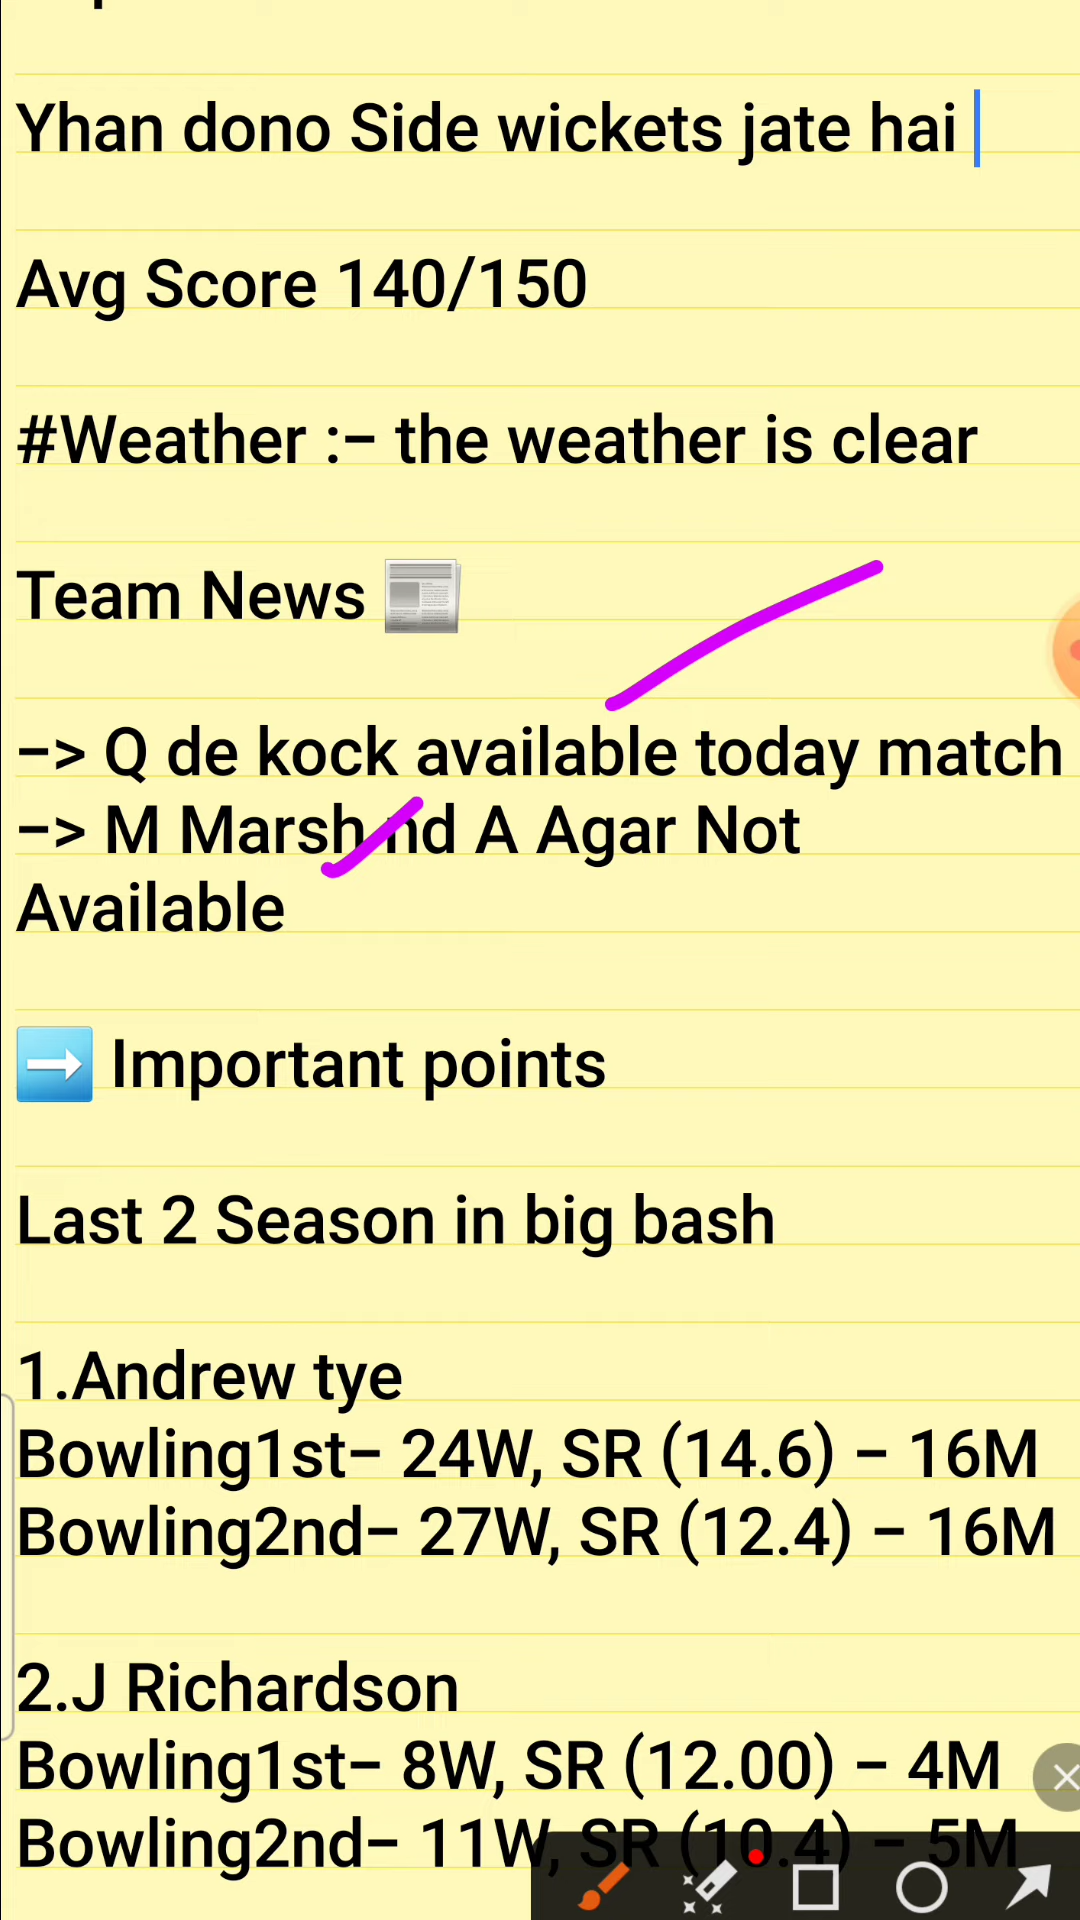 Yhan dono Side wickets jate hai
Avg Score 140/150
#Weather :– the weather is clear
Team News
–> Q de kock available today match
–> M Marsh nd A Agar Not
Available
Important points
Last 2 Season in big bash
1.Andrew tye
Bowling1st– 24W, SR (14.6) – 16M
Bowling2nd– 27W, SR (12.4) – 16M
2.J Richardson
Bowling1st– 8W, SR (12.00) – 4M
Bowling2nd– 11W, SR (10.4) – 5M